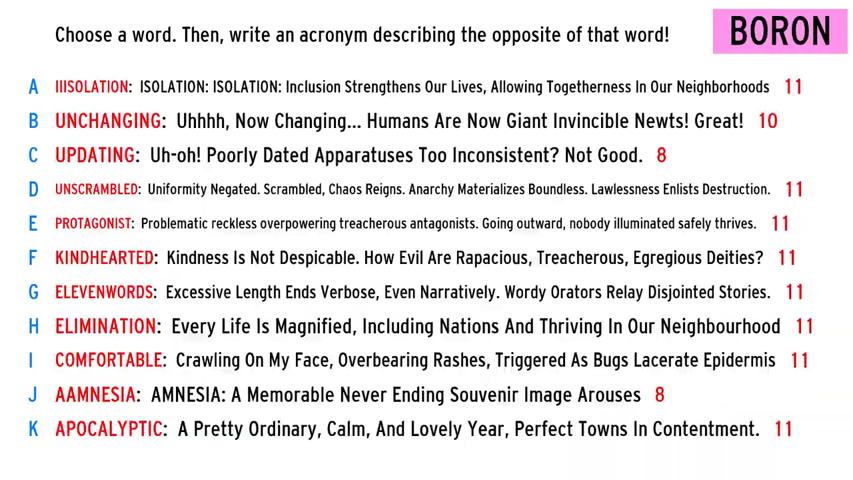 Choose a word. Then, write an acronym describing the opposite of that word!
BORON
A IIISOLATION: ISOLATION: ISOLATION: Inclusion Strengthens Our Lives, Allowing Togetherness In Our Neighborhoods 11
B UNCHANGING: Uhhhh, Now Changing... Humans Are Now Giant Invincible Newts! Great! 10
C UPDATING: Uh-oh! Poorly Dated Apparatuses Too Inconsistent? Not Good. 8
D UNSCRAMBLED: Uniformity Negated. Scrambled, Chaos Reigns. Anarchy Materializes Boundless. Lawlessness Enlists Destruction. 11
E PROTAGONIST: Problematic reckless overpowering treacherous antagonists. Going outward, nobody illuminated safely thrives. 11
F KINDHEARTED: Kindness Is Not Despicable. How Evil Are Rapacious, Treacherous, Egregious Deities? 11
G ELEVENWORDS: Excessive Length Ends Verbose, Even Narratively. Wordy Orators Relay Disjointed Stories. 11
H ELIMINATION: Every Life Is Magnified, Including Nations And Thriving In Our Neighbourhood 11
I COMFORTABLE: Crawling On My Face, Overbearing Rashes, Triggered As Bugs Lacerate Epidermis 11
J AAMNESIA: AMNESIA: A Memorable Never Ending Souvenir Image Arouses 8
K APOCALYPTIC: A Pretty Ordinary, Calm, And Lovely Year, Perfect Towns In Contentment. 11